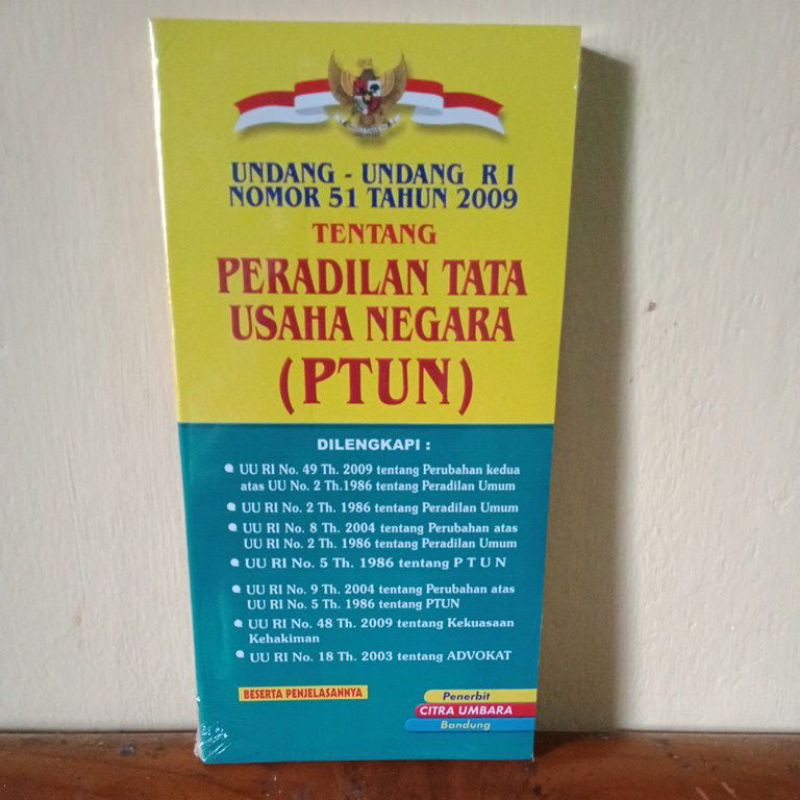 UNDANG - UNDANG R I
NOMOR 51 TAHUN 2009
TENTANG
PERADILAN TATA
USAHA NEGARA
(PTUN)
DILENGKAPI :
UU RI No. 49 Th. 2009 tentang Perubahan kedua
atas UU No. 2 Th.1986 tentang Peradilan Umum
UU RI No. 2 Th. 1986 tentang Peradilan Umum
UU RI No. 8 Th. 2004 tentang Perubahan atas
UU RI No. 2 Th. 1986 tentang Peradilan Umum
UU RI No. 5 Th. 1986 tentang P T U N
UU RI No. 9 Th. 2004 tentang Perubahan atas
UU RI No. 5 Th. 1986 tentang PTUN
UU RI No. 48 Th. 2009 tentang Kekuasaan
Kehakiman
UU RI No. 18 Th. 2003 tentang ADVOKAT
BESERTA PENJELASANNYA
Penerbit
CITRA UMBARA
Bandung